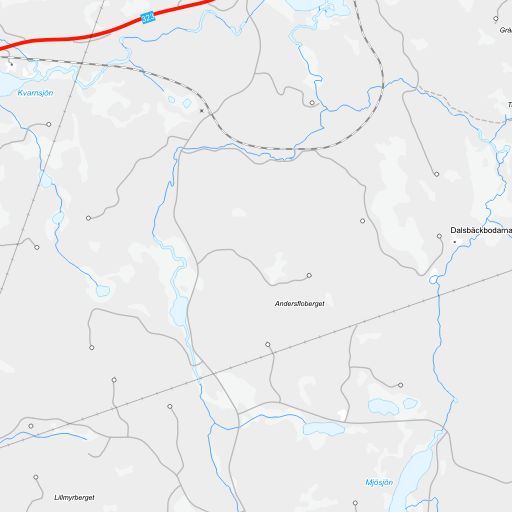 323
Kvarnsjön
Dalsbäckbodarna
Andersfloberget
Mjösjön
Lillmyrberget